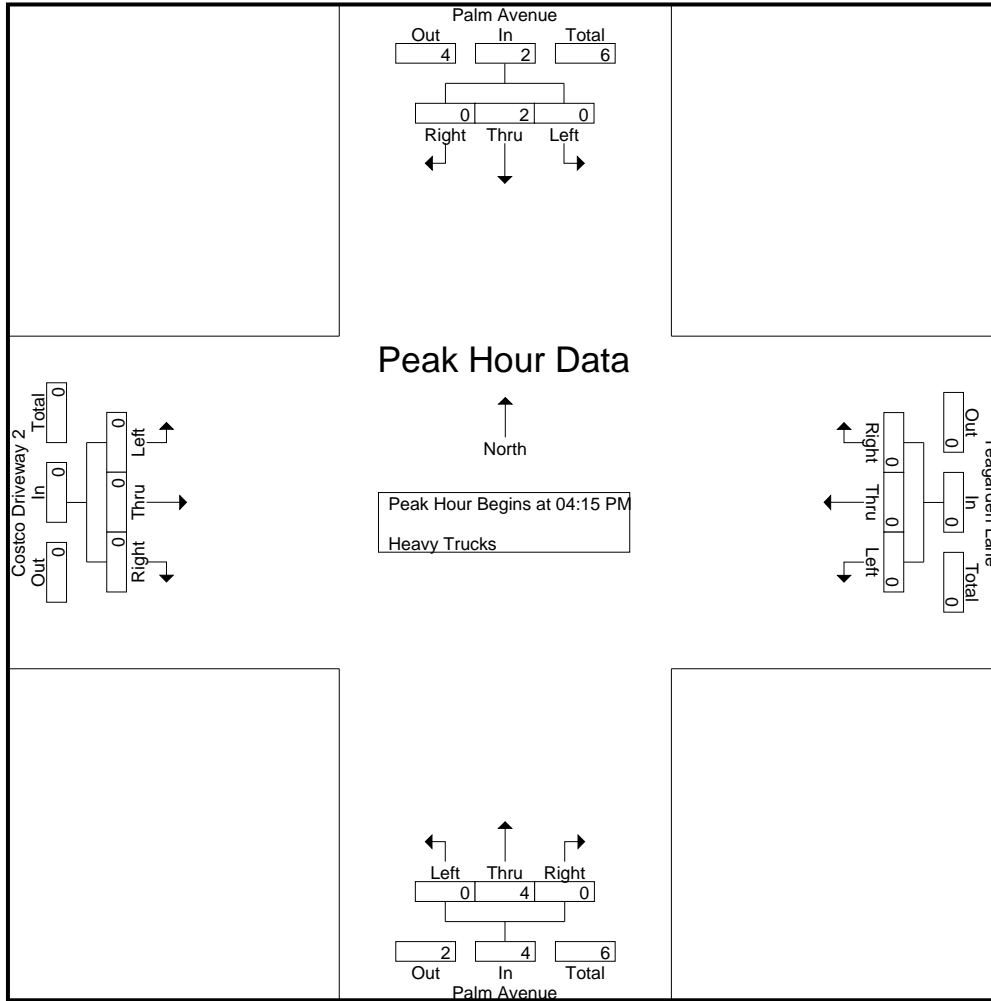 Palm Avenue
Out In Total
4 2 6
0 2 0
Right Thru Left
Peak Hour Data
North
Peak Hour Begins at 04:15 PM
Heavy Trucks
Costco Driveway 2
Out In Total
0 0 0
0 0 0
Right Thru Left
Teagarden Lane
Out In Total
0 0 0
0 0 0
Right Thru Left
Left Thru Right
0 4 0
2 4 6
Out In Total
Palm Avenue